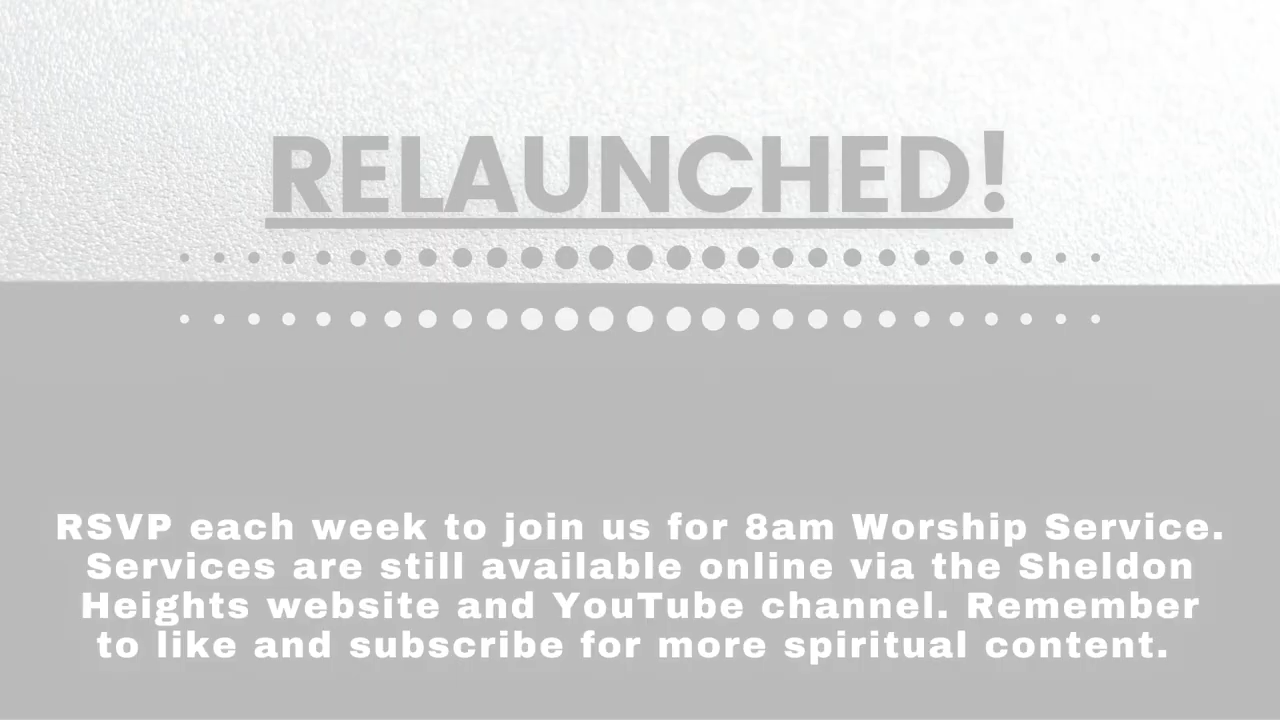 RELAUNCHED!
RSVP each week to join us for 8am Worship Service.
Services are still available online via the Sheldon
Heights website and YouTube channel. Remember
to like and subscribe for more spiritual content.